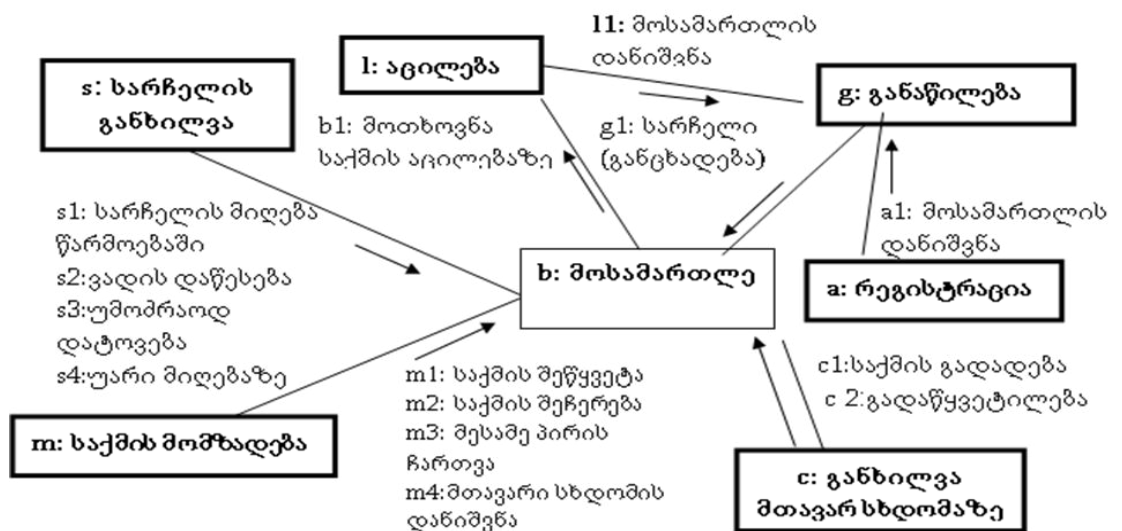 l1: მოსამართლის
დანიშვნა
l: აცილება
s: სარჩელის
განხილვა
g: განაწილება
b1: მოთხოვნა
საქმის აცილებაზე
g1: სარჩელი
(განცხადება)
s1: სარჩელის მიღება
წარმოებაში
s2:ვადის დაწესება
s3:უმოძრაოდ
დატოვება
s4:უარი მიღებაზე
a1: მოსამართლის
დანიშვნა
b: მოსამართლე
a: რეგისტრაცია
m1: საქმის შეწყვეტა
m2: საქმის შეჩერება
m3: მესამე პირის
ჩართვა
m4:მთავარი სხდომის
დანიშვნა
c1:საქმის გადადება
c 2:გადაწყვეტილება
m: საქმის მომზადება
c: განხილვა
მთავარ სხდომაზე